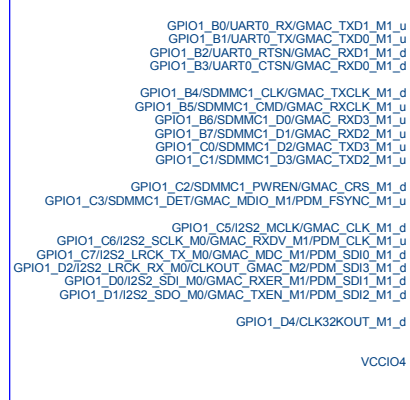 GPIO1_B0/UART0_RX/GMAC_TXD1_M1_u
GPIO1_B1/UART0_TX/GMAC_TXD0_M1_u
GPIO1_B2/UART0_RTSN/GMAC_RXD1_M1_d
GPIO1_B3/UART0_CTSN/GMAC_RXD0_M1_d
GPIO1_B4/SDMMC1_CLK/GMAC_TXCLK_M1_d
GPIO1_B5/SDMMC1_CMD/GMAC_RXCLK_M1_u
GPIO1_B6/SDMMC1_D0/GMAC_RXD3_M1_u
GPIO1_B7/SDMMC1_D1/GMAC_RXD2_M1_u
GPIO1_C0/SDMMC1_D2/GMAC_TXD3_M1_u
GPIO1_C1/SDMMC1_D3/GMAC_TXD2_M1_u
GPIO1_C2/SDMMC1_PWREN/GMAC_CRS_M1_d
GPIO1_C3/SDMMC1_DET/GMAC_MDIO_M1/PDM_FSYNC_M1_u
GPIO1_C5/I2S2_MCLK/GMAC_CLK_M1_d
GPIO1_C6/I2S2_SCLK_M0/GMAC_RXDV_M1/PDM_CLK_M1_u
GPIO1_C7/I2S2_LRCK_TX_M0/GMAC_MDC_M1/PDM_SDI0_M1_d
GPIO1_D2/I2S2_LRCK_RX_M0/CLKOUT_GMAC_M2/PDM_SDI3_M1_d
GPIO1_D0/I2S2_SDI_M0/GMAC_RXER_M1/PDM_SDI1_M1_d
GPIO1_D1/I2S2_SDO_M0/GMAC_TXEN_M1/PDM_SDI2_M1_d
GPIO1_D4/CLK32KOUT_M1_d
VCCIO4